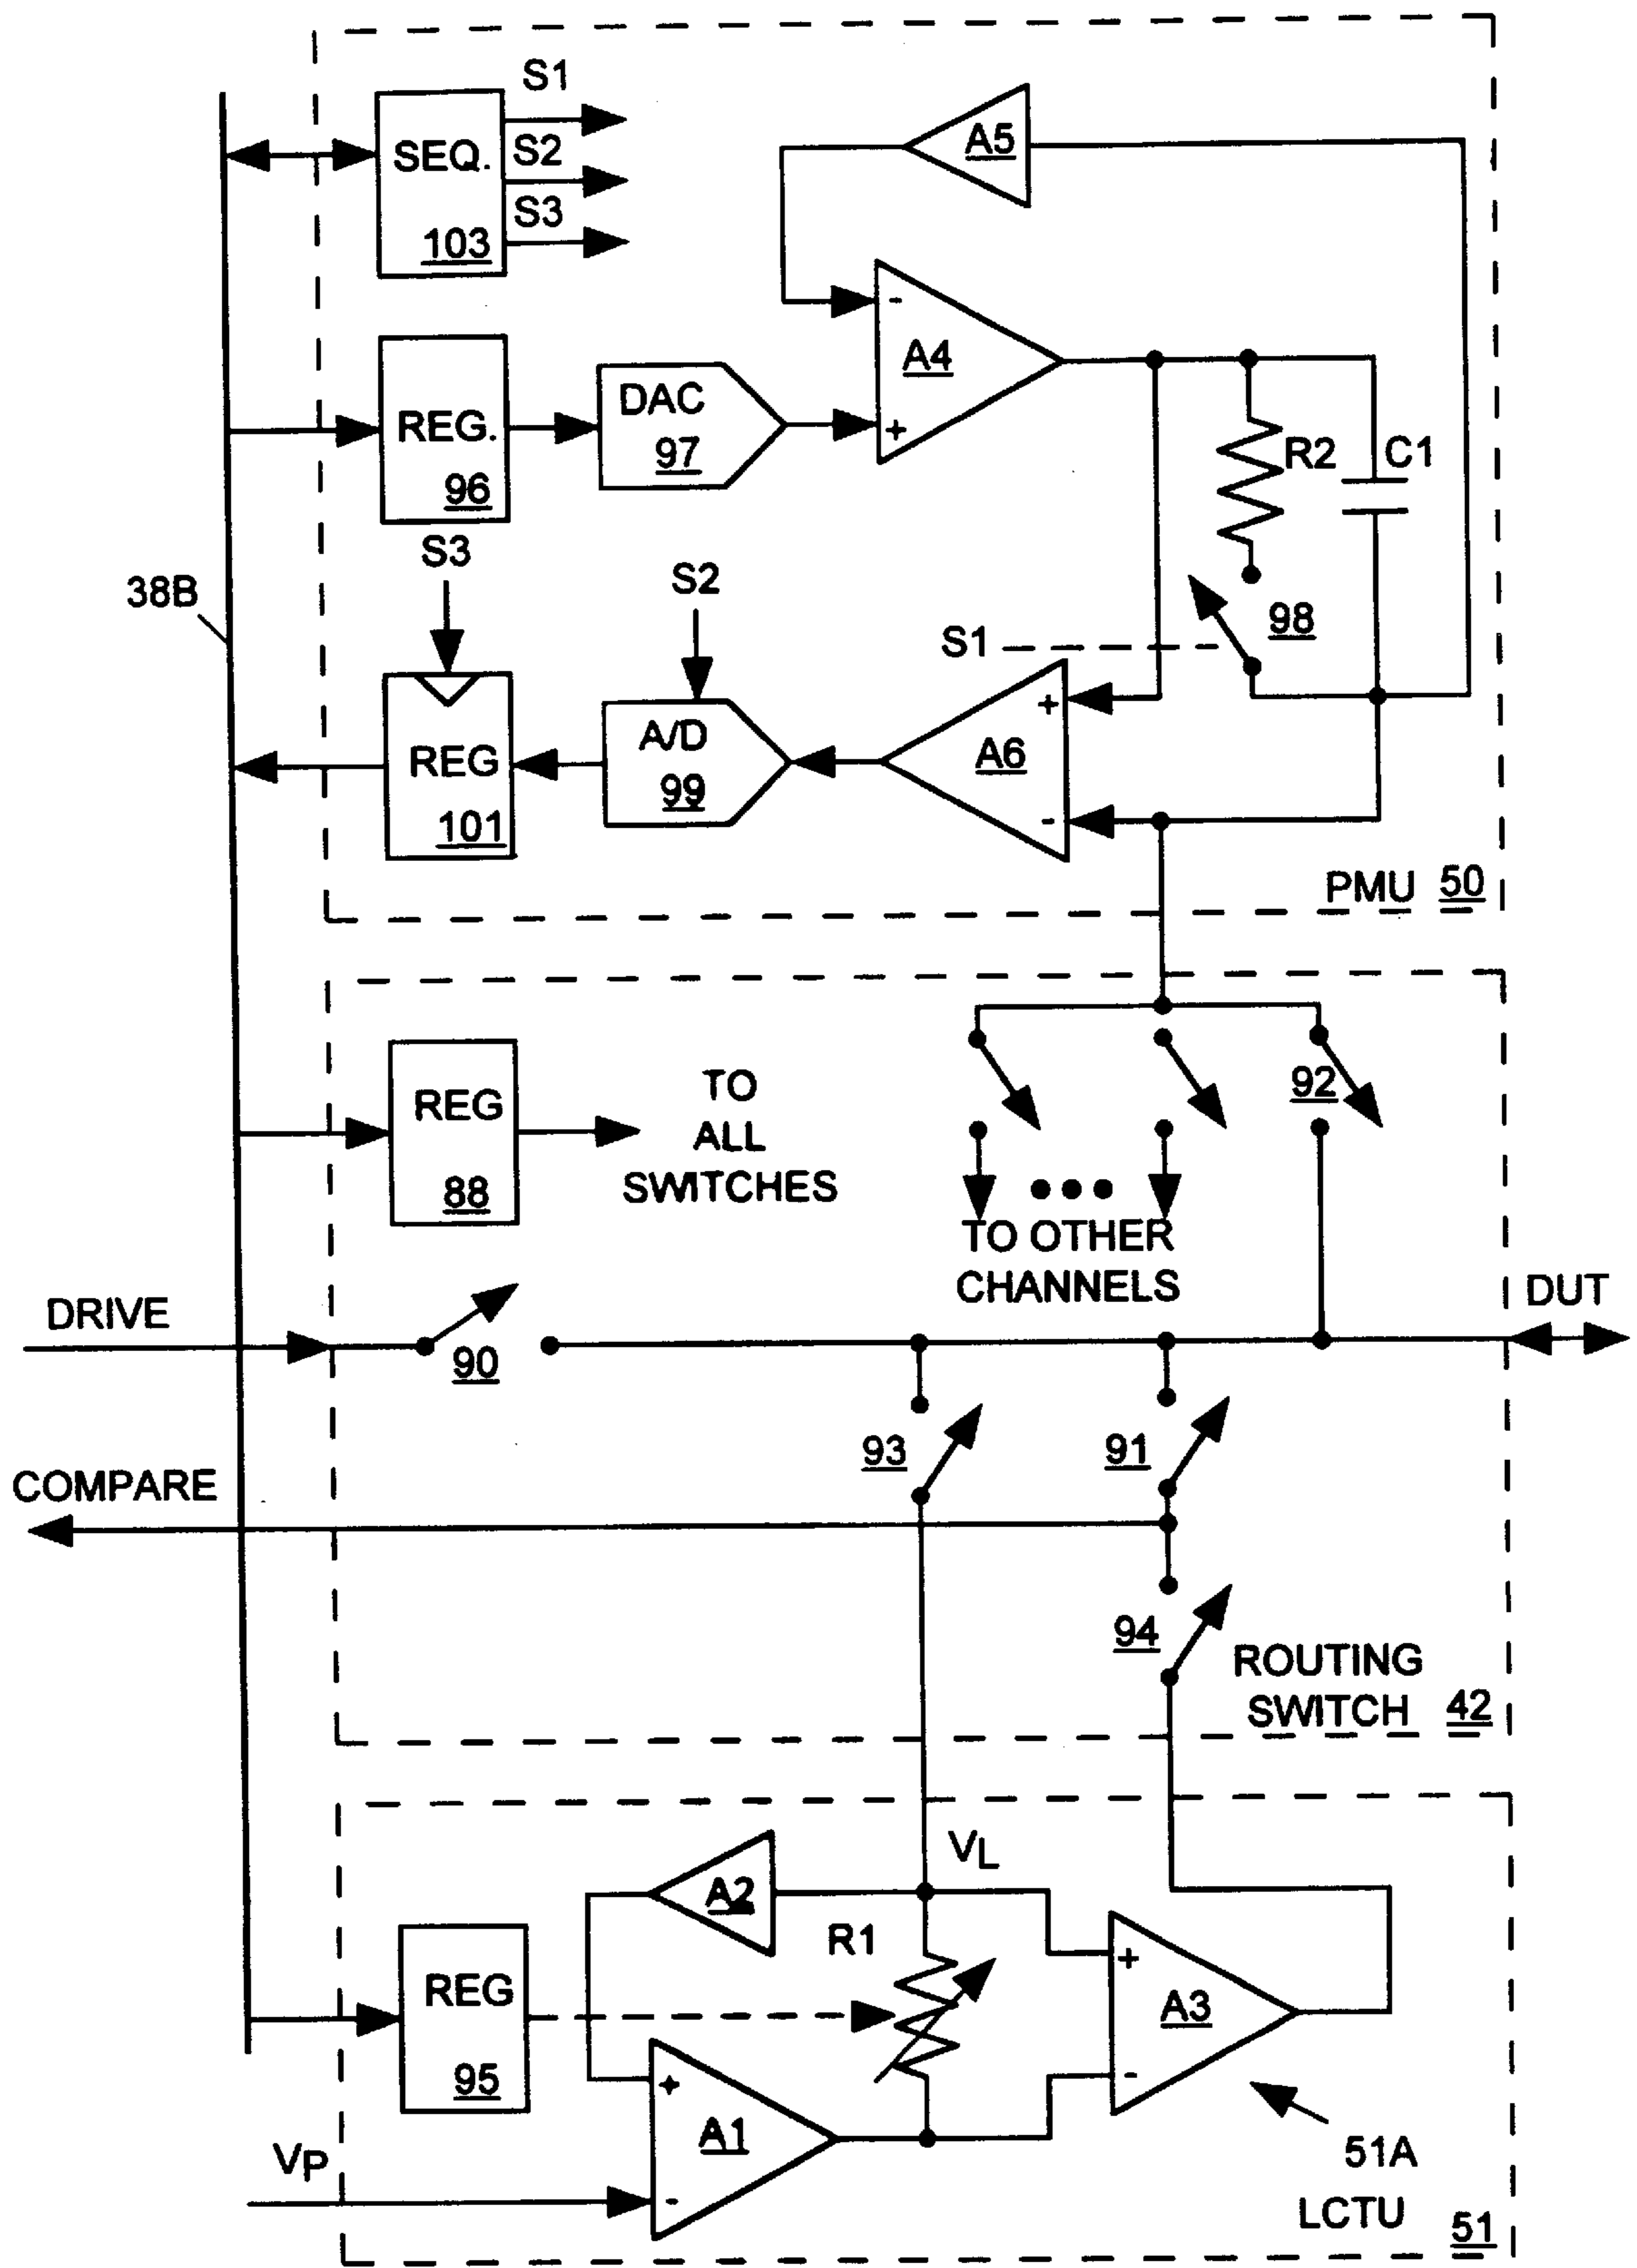 S1
SEQ.
S2
S3
103
A5
A4
-
+
REG.
96
DAC
97
R2
C1
S3
38B
S2
S1
98
REG
101
A/D
99
A6
+
-
PMU 50
REG
88
TO
ALL
SWITCHES
92
TO OTHER
CHANNELS
DRIVE
90
DUT
93
91
COMPARE
94
ROUTING
SWITCH 42
VL
A2
R1
REG
95
A3
+
-
A1
+
-
VP
51A
LCTU 51